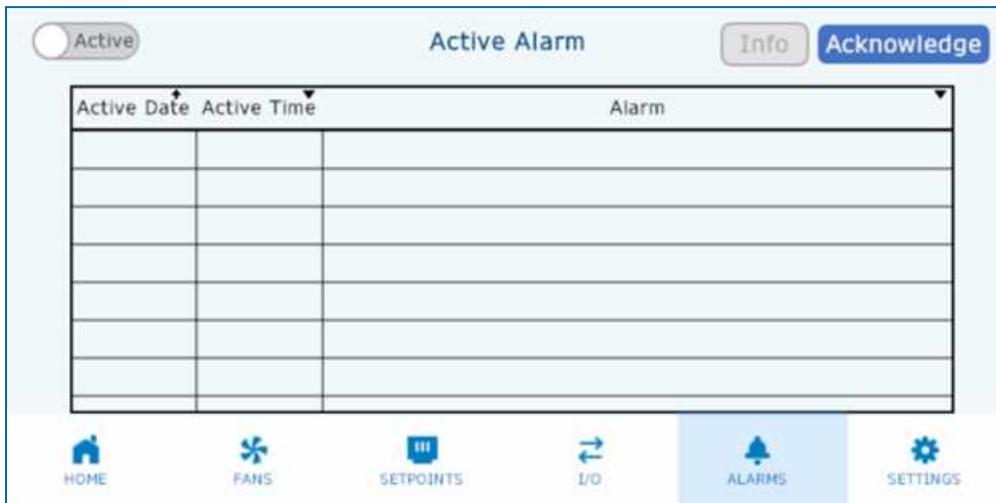 Active Active Alarm Info Acknowledge
Active Date Active Time Alarm
HOME FANS SETPOINTS I/O ALARMS SETTINGS